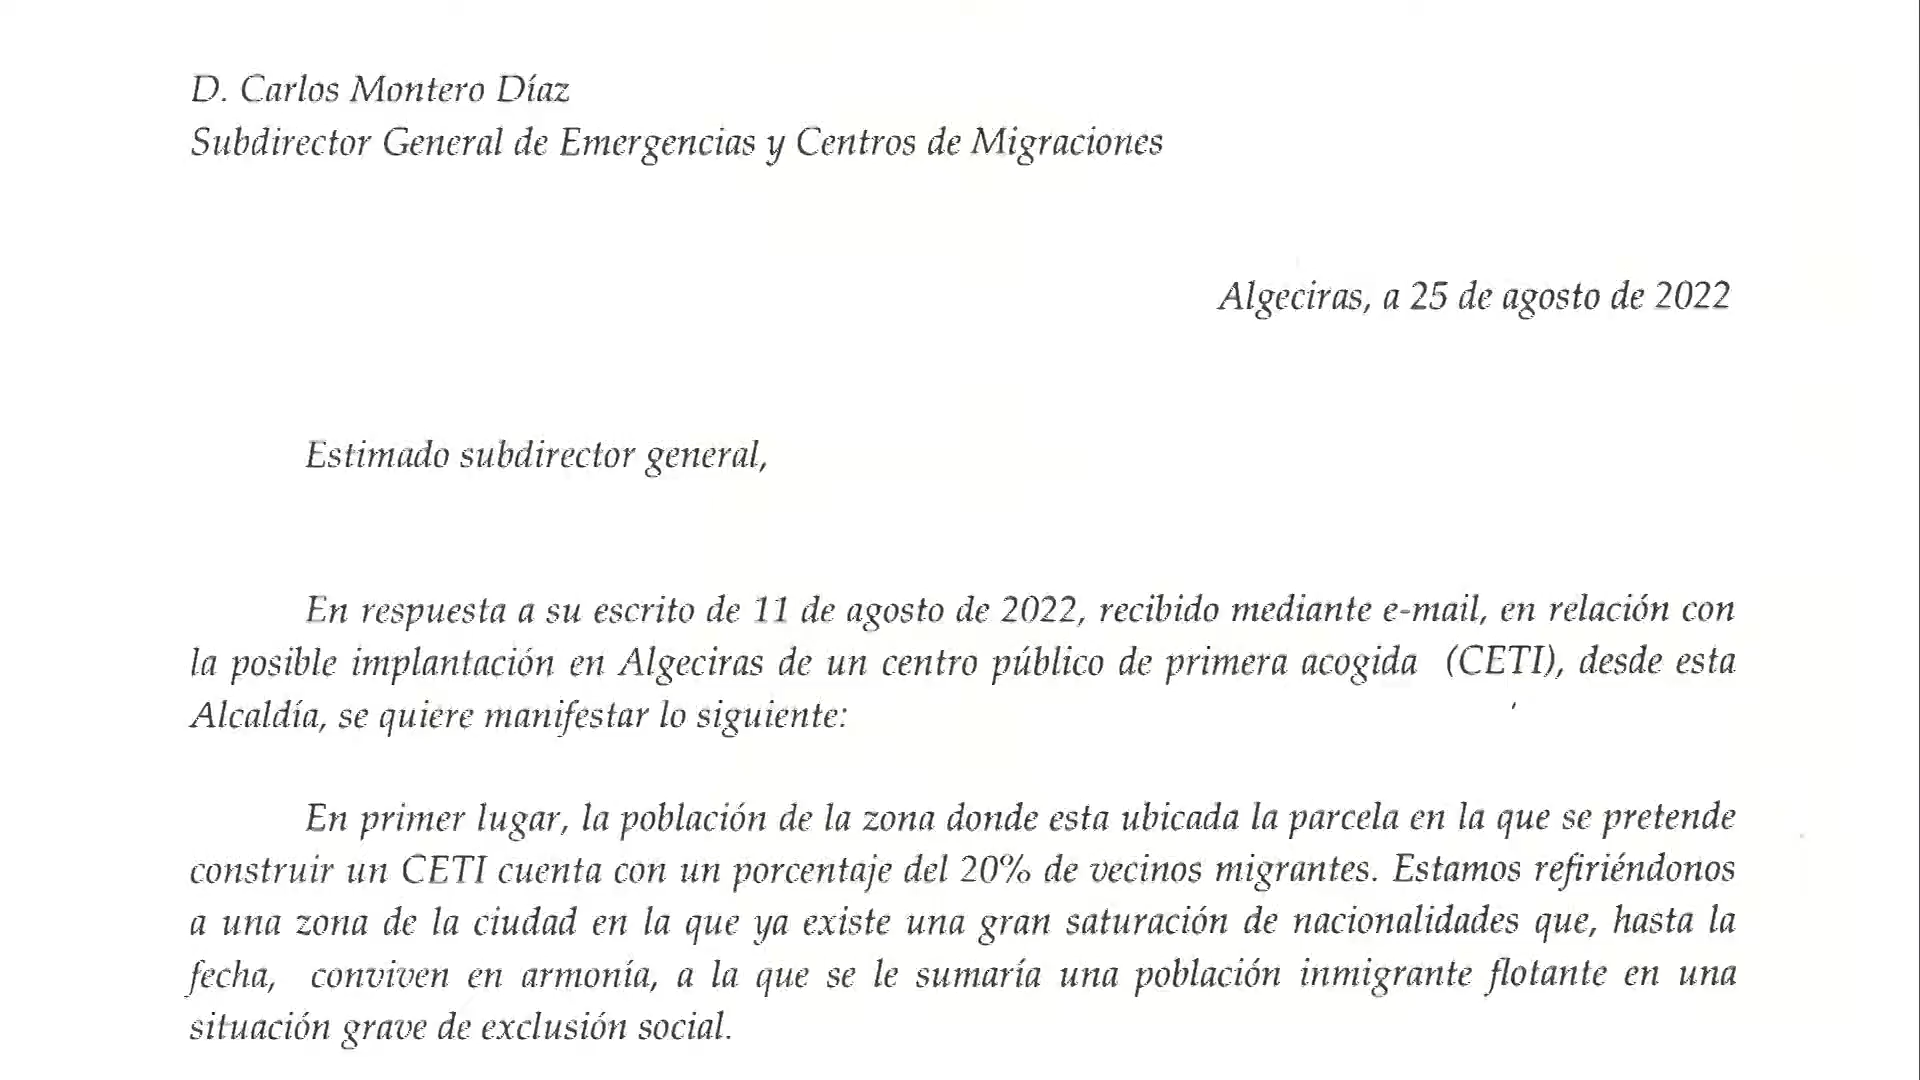 D. Carlos Montero Díaz
Subdirector General de Emergencias y Centros de Migraciones
Algeciras, a 25 de agosto de 2022
Estimado subdirector general,
En respuesta a su escrito de 11 de agosto de 2022, recibido mediante e-mail, en relación con
la posible implantación en Algeciras de un centro público de primera acogida (CETI), desde esta
Alcaldía, se quiere manifestar lo siguiente:
En primer lugar, la población de la zona donde esta ubicada la parcela en la que se pretende
construir un CETI cuenta con un porcentaje del 20% de vecinos migrantes. Estamos refiriéndonos
a una zona de la ciudad en la que ya existe una gran saturación de nacionalidades que, hasta la
fecha, conviven en armonía, a la que se le sumaría una población inmigrante flotante en una
situación grave de exclusión social.